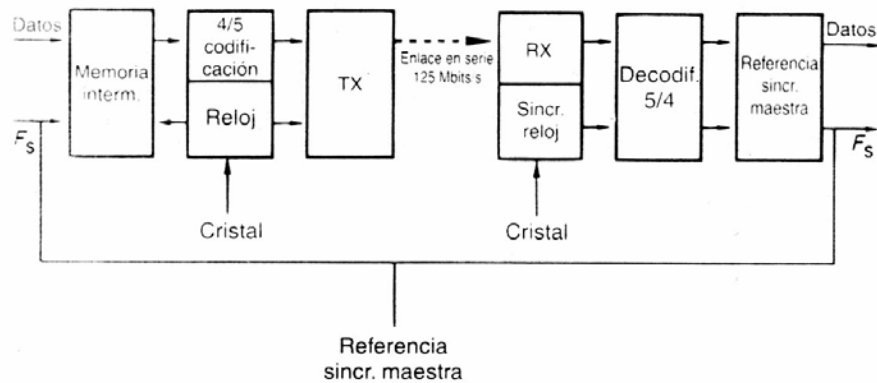 Datos
Memoria
interm.
F_S
4/5
codifi-
cación
Reloj
Cristal
TX
Enlace en serie
125 Mbits s
RX
Sincr.
reloj
Cristal
Decodif.
5/4
Referencia
sincr.
maestra
Datos
F_S
Referencia
sincr. maestra